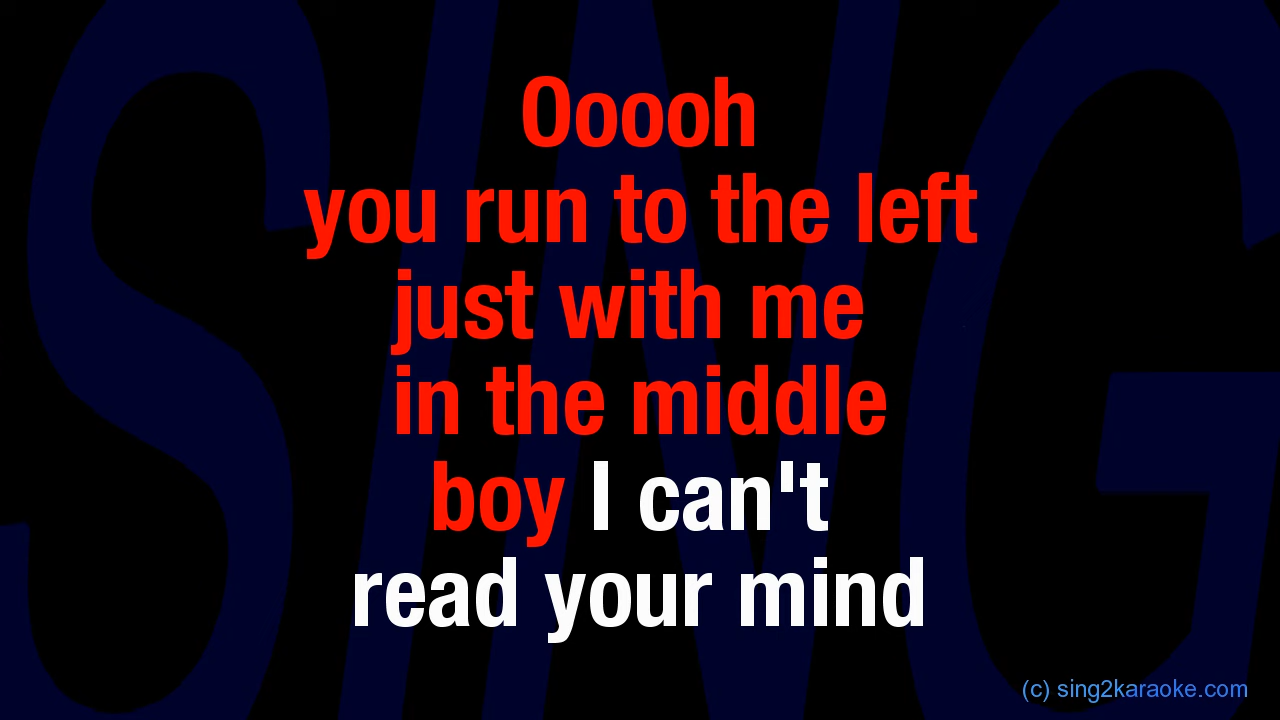 Ooooh
you run to the left
just with me
in the middle
boy I can't
read your mind
(c) sing2karaoke.com
SING